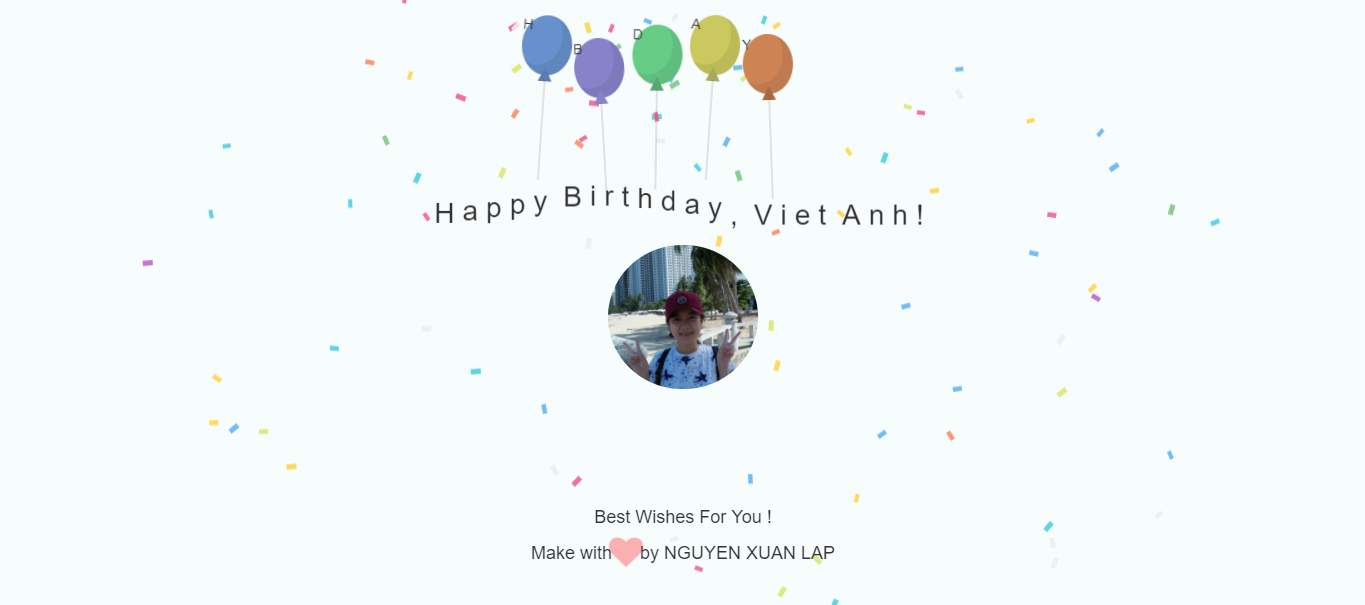 H B D A Y
Happy Birthday, Viet Anh!
Best Wishes For You !
Make with by NGUYEN XUAN LAP